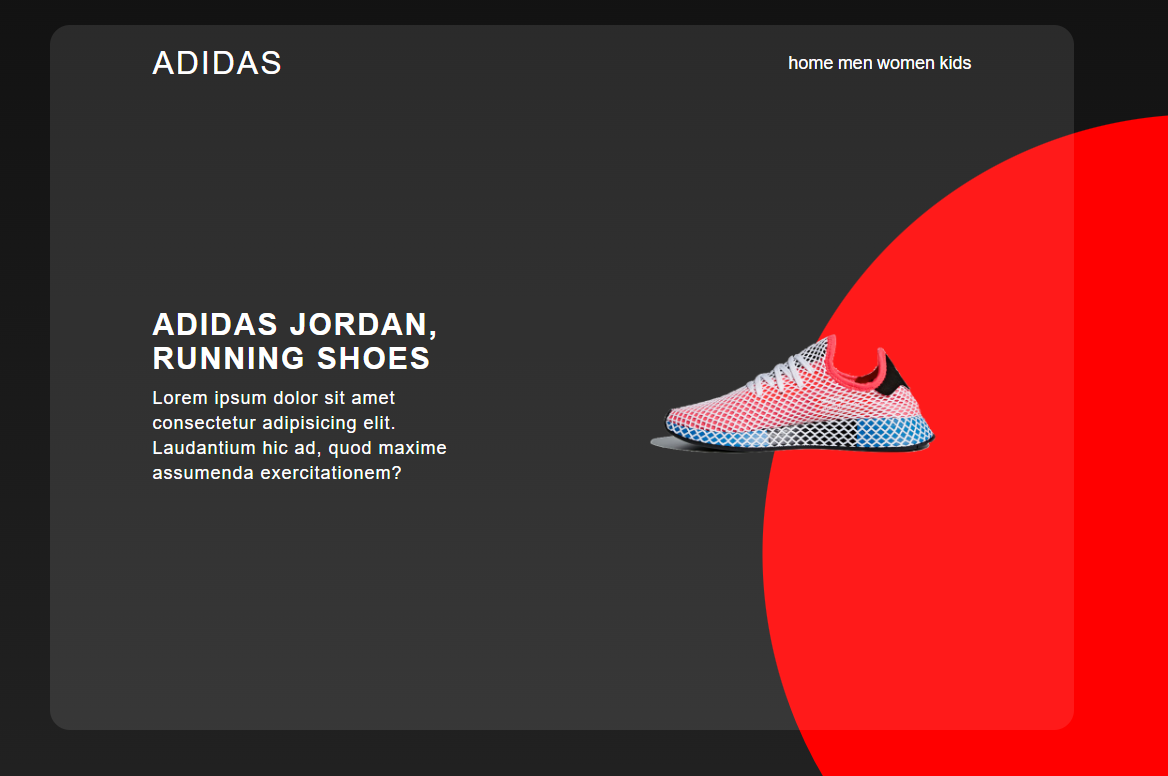 ADIDAS
home men women kids
ADIDAS JORDAN,
RUNNING SHOES
Lorem ipsum dolor sit amet
consectetur adipisicing elit.
Laudantium hic ad, quod maxime
assumenda exercitationem?